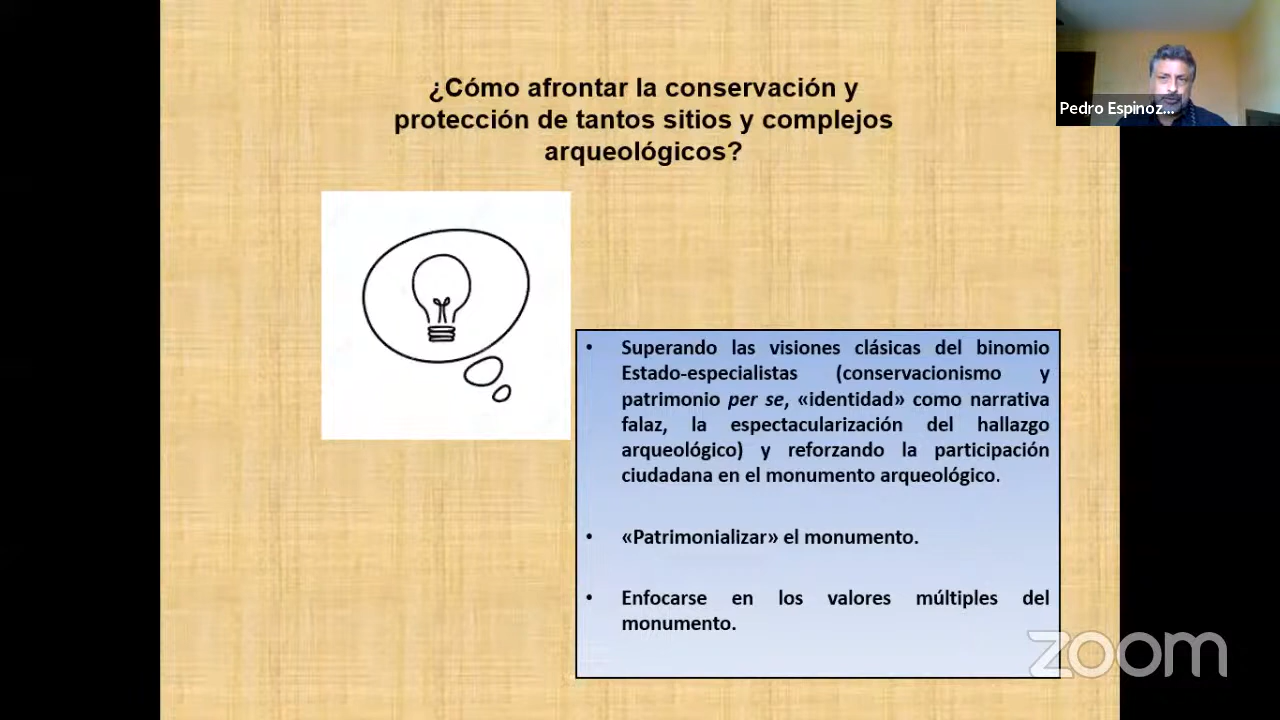 ¿Cómo afrontar la conservación y
protección de tantos sitios y complejos
arqueológicos?
Pedro Espinoz...
• Superando las visiones clásicas del binomio
Estado-especialistas (conservacionismo y
patrimonio per se, «identidad» como narrativa
falaz, la espectacularización del hallazgo
arqueológico) y reforzando la participación
ciudadana en el monumento arqueológico.
• «Patrimonializar» el monumento.
• Enfocarse en los valores múltiples del
monumento.
zoom